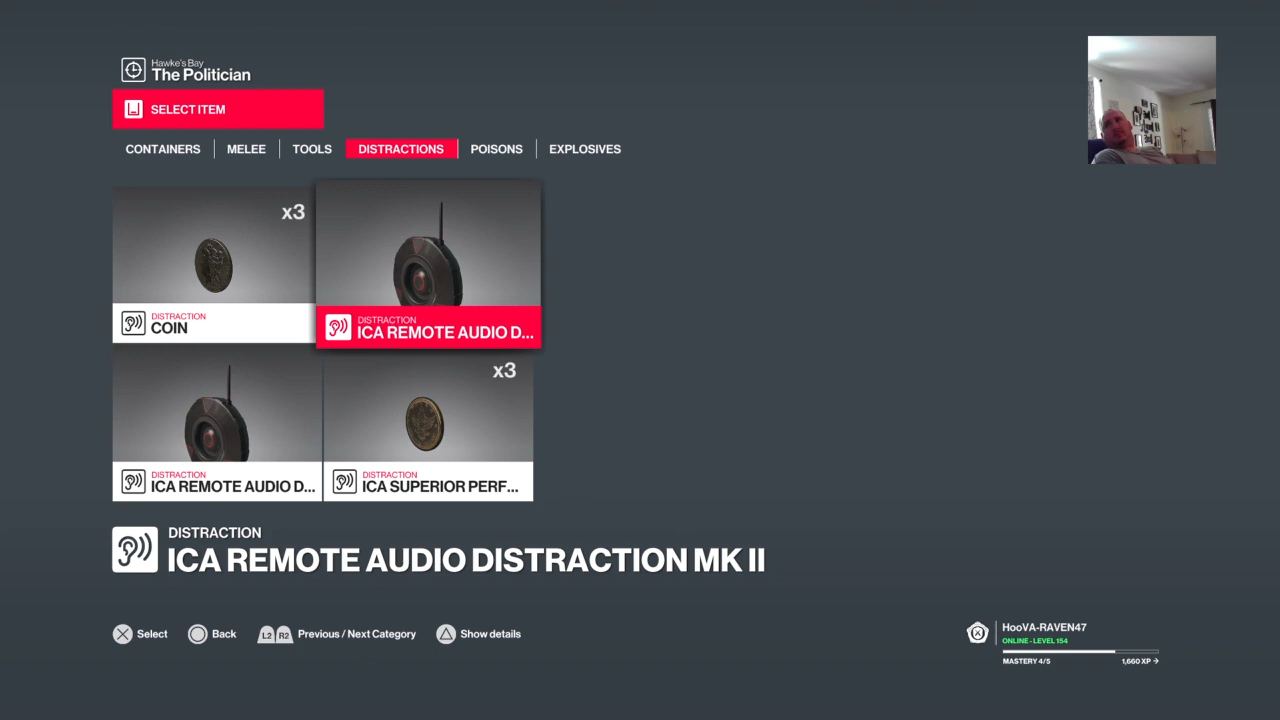 Hawke's Bay
The Politician
SELECT ITEM
CONTAINERS MELEE TOOLS DISTRACTIONS POISONS EXPLOSIVES
x3
DISTRACTION
COIN
DISTRACTION
ICA REMOTE AUDIO D...
DISTRACTION
ICA REMOTE AUDIO D...
x3
DISTRACTION
ICA SUPERIOR PERF...
DISTRACTION
ICA REMOTE AUDIO DISTRACTION MK II
Select Back L2 R2 Previous / Next Category Show details
HooVA-RAVEN47
ONLINE - LEVEL 154
MASTERY 4/5 1,660 XP